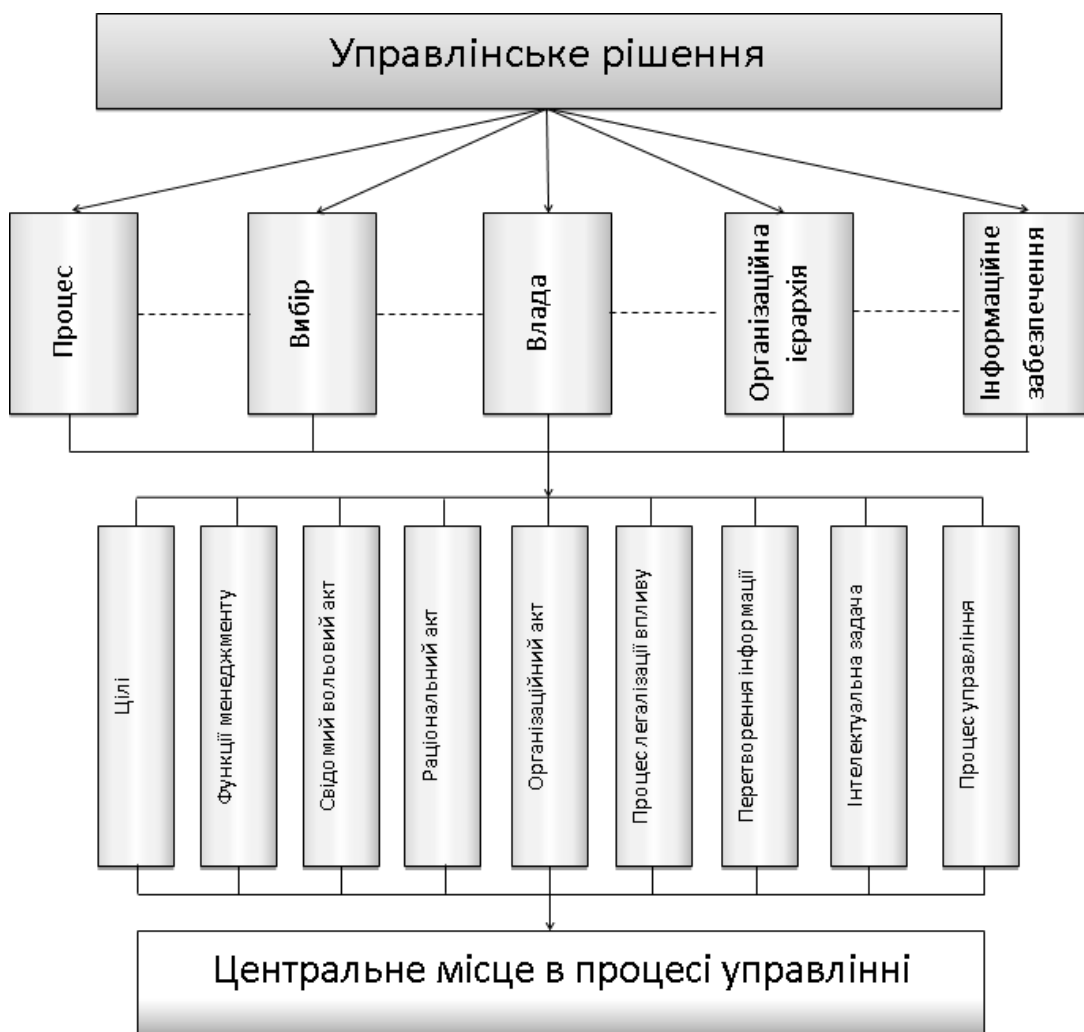 Управлінське рішення
Процес
Вибір
Влада
Організаційна
ієрархія
Інформаційне
забезпечення
Цілі
Функції менеджменту
Свідомий вольовий акт
Раціональний акт
Організаційний акт
Процес легалізації впливу
Перетворення інформації
Інтелектуальна задача
Процес управління
Центральне місце в процесі управлінні